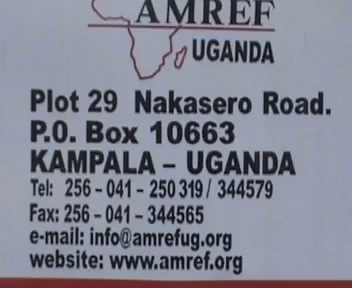 AMREF
UGANDA
Plot 29 Nakasero Road.
P.O. Box 10663
KAMPALA – UGANDA
Tel: 256 - 041 - 250 319 / 344579
Fax: 256 - 041 - 344565
e-mail: info@amrefug.org
website: www.amref.org